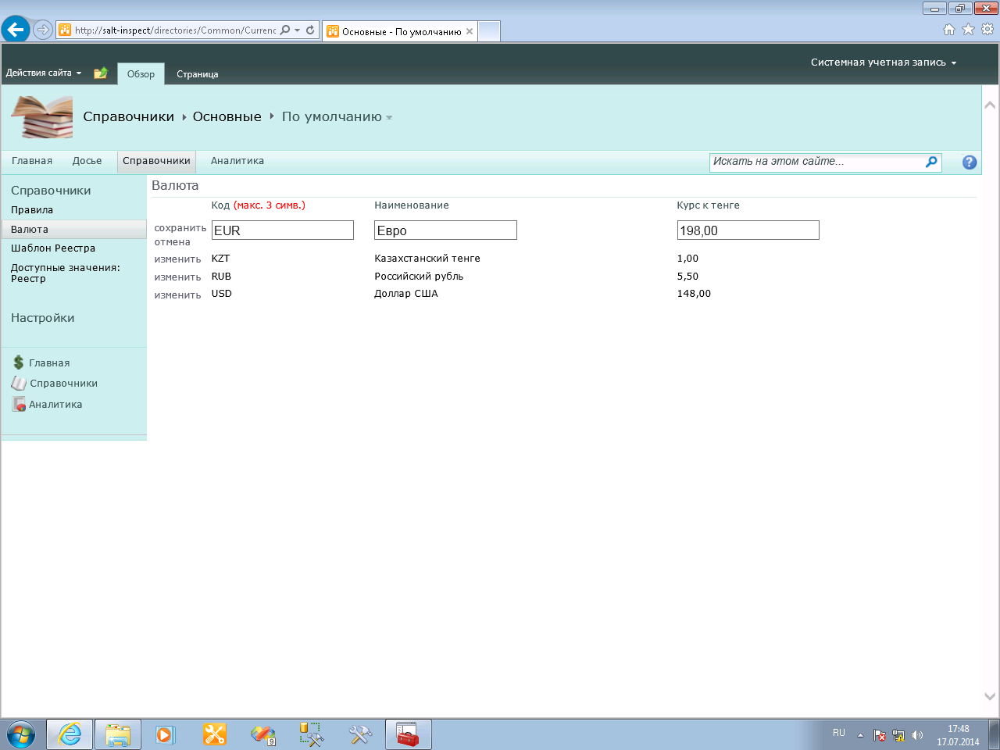 http://salt-inspect/directories/Common/Currenc
Основные - По умолчанию
Системная учетная запись
Действия сайта
Обзор
Страница
Справочники Основные По умолчанию
Главная Досье Справочники Аналитика
Искать на этом сайте...
Справочники
Правила
Валюта
Шаблон Реестра
Доступные значения:
Реестр
Настройки
Главная
Справочники
Аналитика
Валюта
Код (макс. 3 симв.) Наименование Курс к тенге
сохранить EUR Евро 198,00
отмена
изменить KZT Казахстанский тенге 1,00
изменить RUB Российский рубль 5,50
изменить USD Доллар США 148,00
RU
17:48
17.07.2014